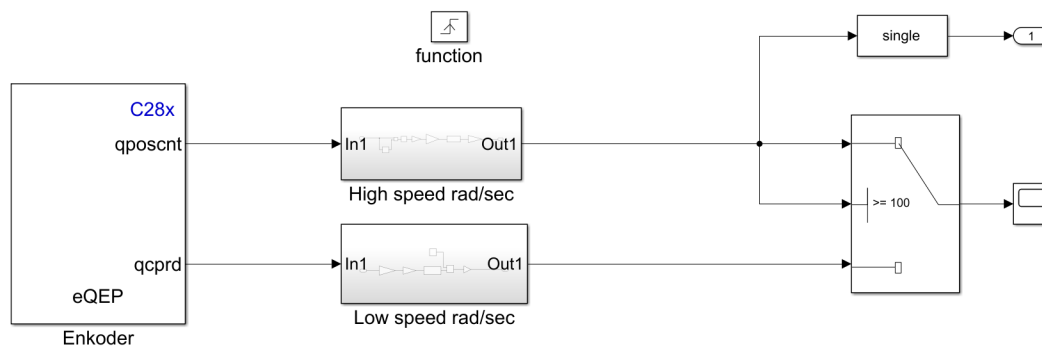 single
1
function
C28x
qposcnt
In1
Out1
High speed rad/sec
>= 100
qcprd
In1
Out1
eQEP
Low speed rad/sec
Enkoder